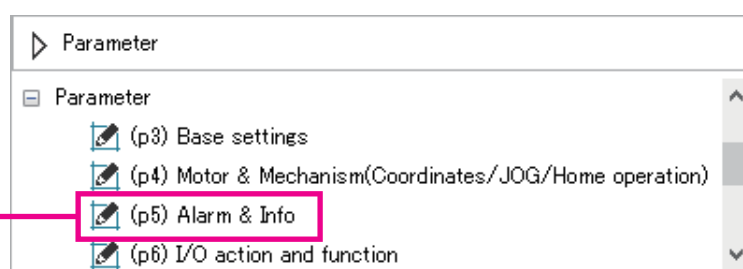 Parameter
Parameter
(p3) Base settings
(p4) Motor & Mechanism(Coordinates/JOG/Home operation)
(p5) Alarm & Info
(p6) I/O action and function